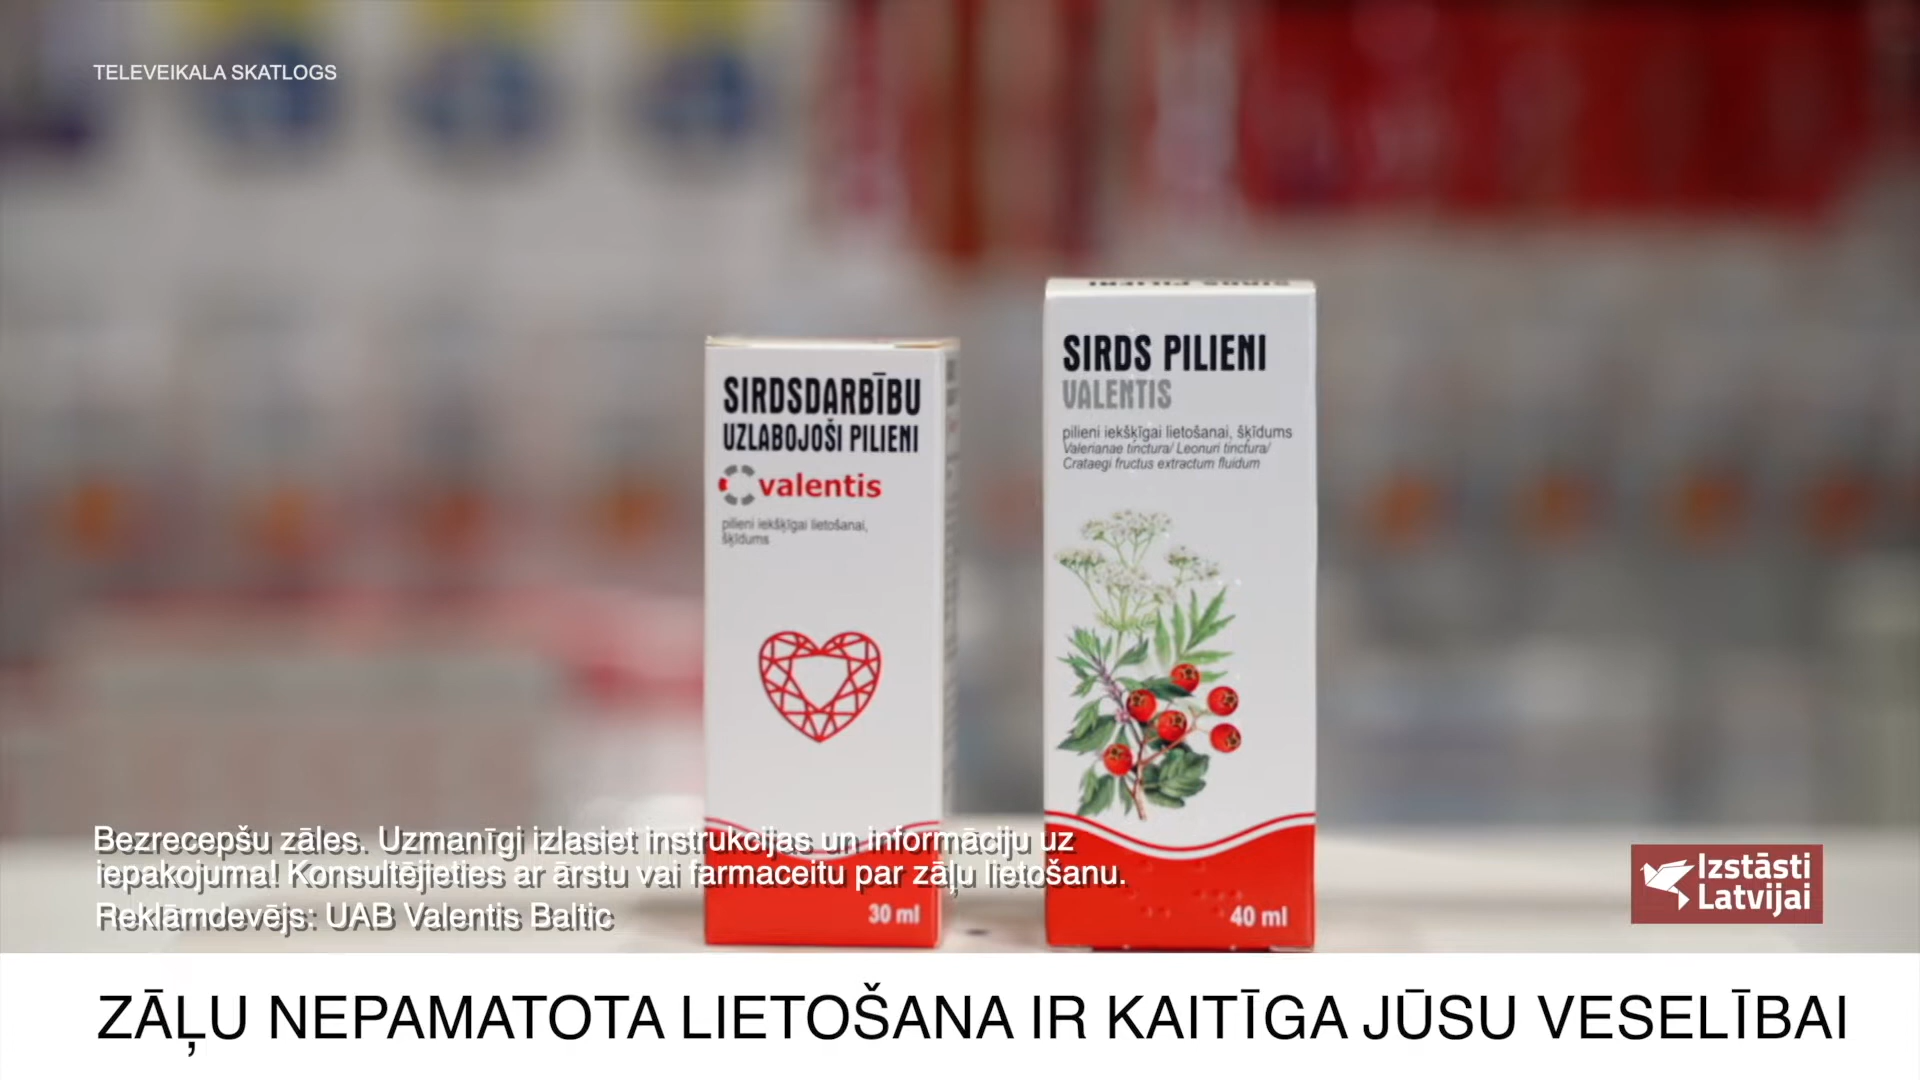 TELEVEIKALA SKATLOGS
SIRDSDARBĪBU
UZLABOJOŠI PILIENI
valentis
pilieni iekšķīgai lietošanai,
šķīdums
30 ml
SIRDS PILIENI
SIRDS PILIENI
VALENTIS
pilieni iekšķīgai lietošanai, šķīdums
Valerianae tinctura/ Leonuri tinctura/
Crataegi fructus extractum fluidum
40 ml
Bezrecepšu zāles. Uzmanīgi izlasiet instrukcijas un informāciju uz
iepakojuma! Konsultējieties ar ārstu vai farmaceitu par zāļu lietošanu.
Reklāmdevējs: UAB Valentis Baltic
Izstāsti
Latvijai
ZĀĻU NEPAMATOTA LIETOŠANA IR KAITĪGA JŪSU VESELĪBAI